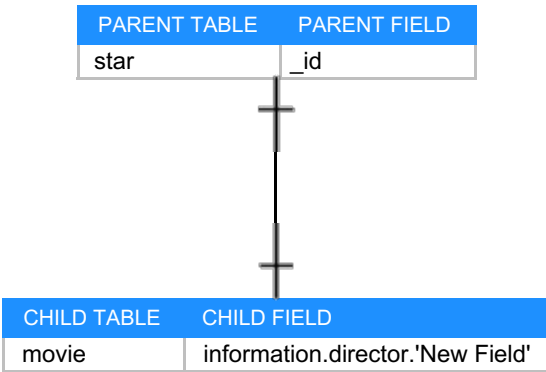 PARENT TABLE PARENT FIELD
star _id
CHILD TABLE CHILD FIELD
movie information.director.'New Field'